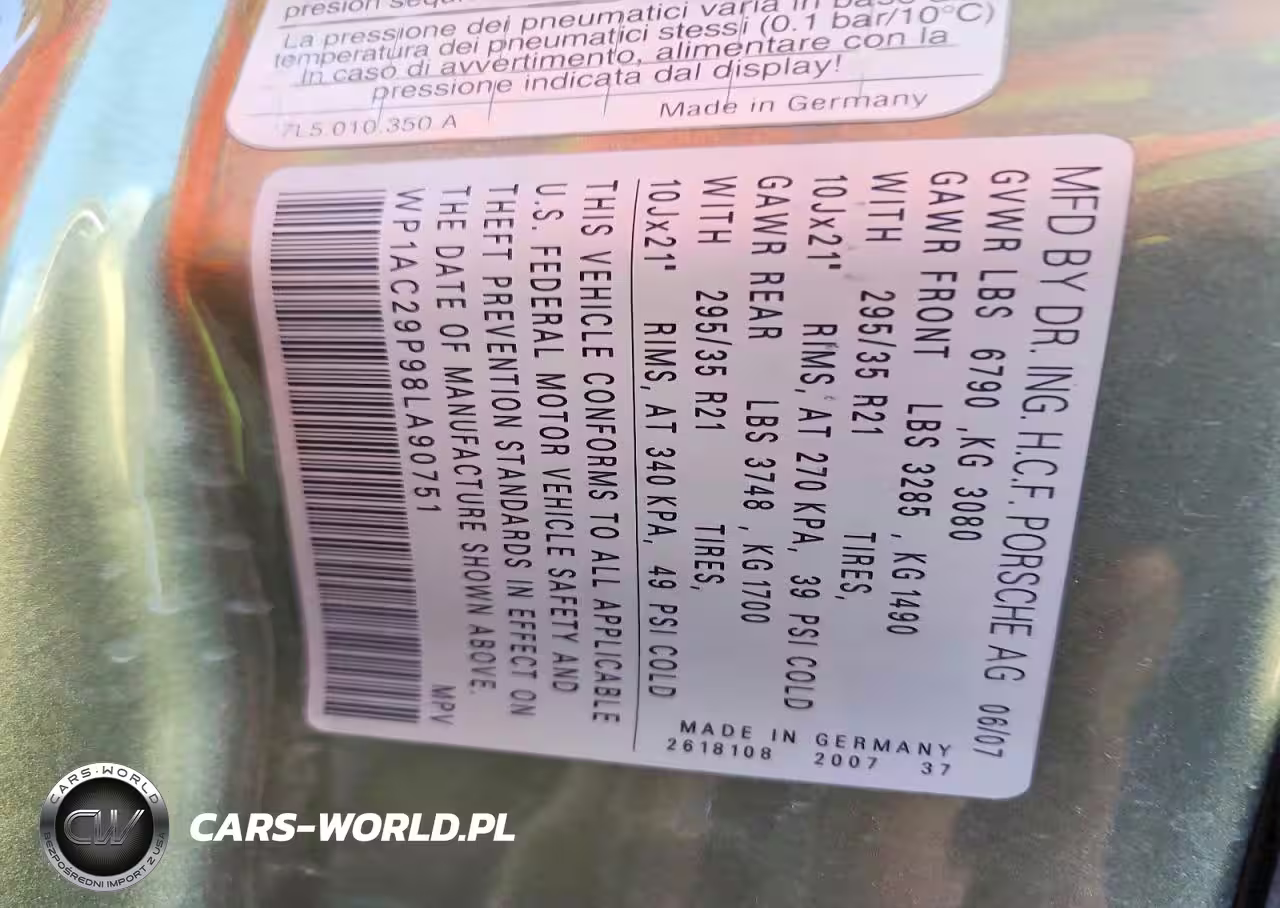 La pressione dei pneumatici varia in
temperatura dei pneumatici stessi (0.1 bar/10°C)
In caso di avvertimento, alimentare con la
pressione indicata dal display!
7L5.010.350 A Made in Germany
MFD BY DR. ING. H.C.F. PORSCHE AG 06/07
GVWR LBS 6790 ,KG 3080
GAWR FRONT LBS 3285 , KG 1490
WITH 295/35 R21 TIRES,
10Jx21" RIMS, AT 270 KPA, 39 PSI COLD
GAWR REAR LBS 3748 , KG 1700
WITH 295/35 R21 TIRES,
10Jx21" RIMS, AT 340 KPA, 49 PSI COLD
MADE IN GERMANY
2618108 2007 37
THIS VEHICLE CONFORMS TO ALL APPLICABLE
U.S. FEDERAL MOTOR VEHICLE SAFETY AND
THEFT PREVENTION STANDARDS IN EFFECT ON
THE DATE OF MANUFACTURE SHOWN ABOVE.
WP1AC29P98LA90751 MPV
CARS-WORLD
CW
BEZPOŚREDNI IMPORT Z USA
CARS-WORLD.PL